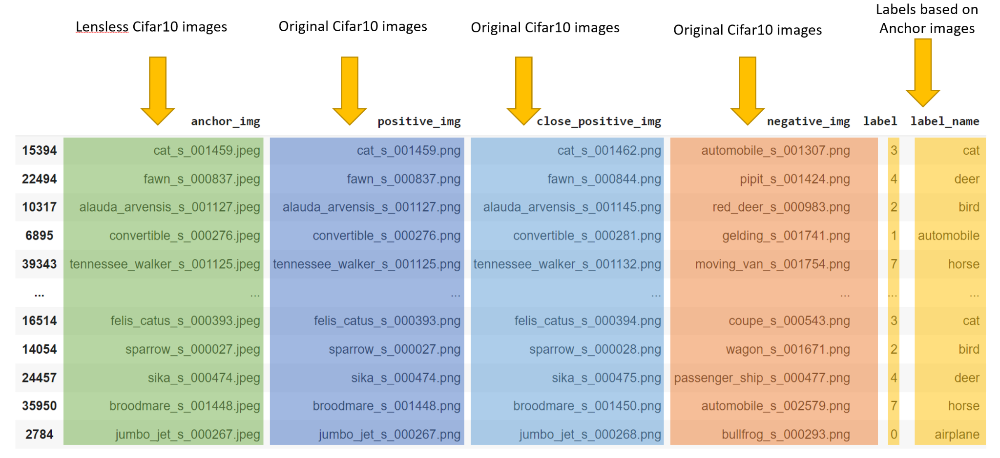 Lensless Cifar10 images
Original Cifar10 images
Original Cifar10 images
Original Cifar10 images
Labels based on
Anchor images
anchor_img positive_img close_positive_img negative_img label label_name
15394 cat_s_001459.jpeg cat_s_001459.png cat_s_001462.png automobile_s_001307.png 3 cat
22494 fawn_s_000837.jpeg fawn_s_000837.png fawn_s_000844.png pipit_s_001424.png 4 deer
10317 alauda_arvensis_s_001127.jpeg alauda_arvensis_s_001127.png alauda_arvensis_s_001145.png red_deer_s_000983.png 2 bird
6895 convertible_s_000276.jpeg convertible_s_000276.png convertible_s_000281.png gelding_s_001741.png 1 automobile
39343 tennessee_walker_s_001125.jpeg tennessee_walker_s_001125.png tennessee_walker_s_001132.png moving_van_s_001754.png 7 horse
... ... ... ... ... ... ...
16514 felis_catus_s_000393.jpeg felis_catus_s_000393.png felis_catus_s_000394.png coupe_s_000543.png 3 cat
14054 sparrow_s_000027.jpeg sparrow_s_000027.png sparrow_s_000028.png wagon_s_001671.png 2 bird
24457 sika_s_000474.jpeg sika_s_000474.png sika_s_000475.png passenger_ship_s_000477.png 4 deer
35950 broodmare_s_001448.jpeg broodmare_s_001448.png broodmare_s_001450.png automobile_s_002579.png 7 horse
2784 jumbo_jet_s_000267.jpeg jumbo_jet_s_000267.png jumbo_jet_s_000268.png bullfrog_s_000293.png 0 airplane